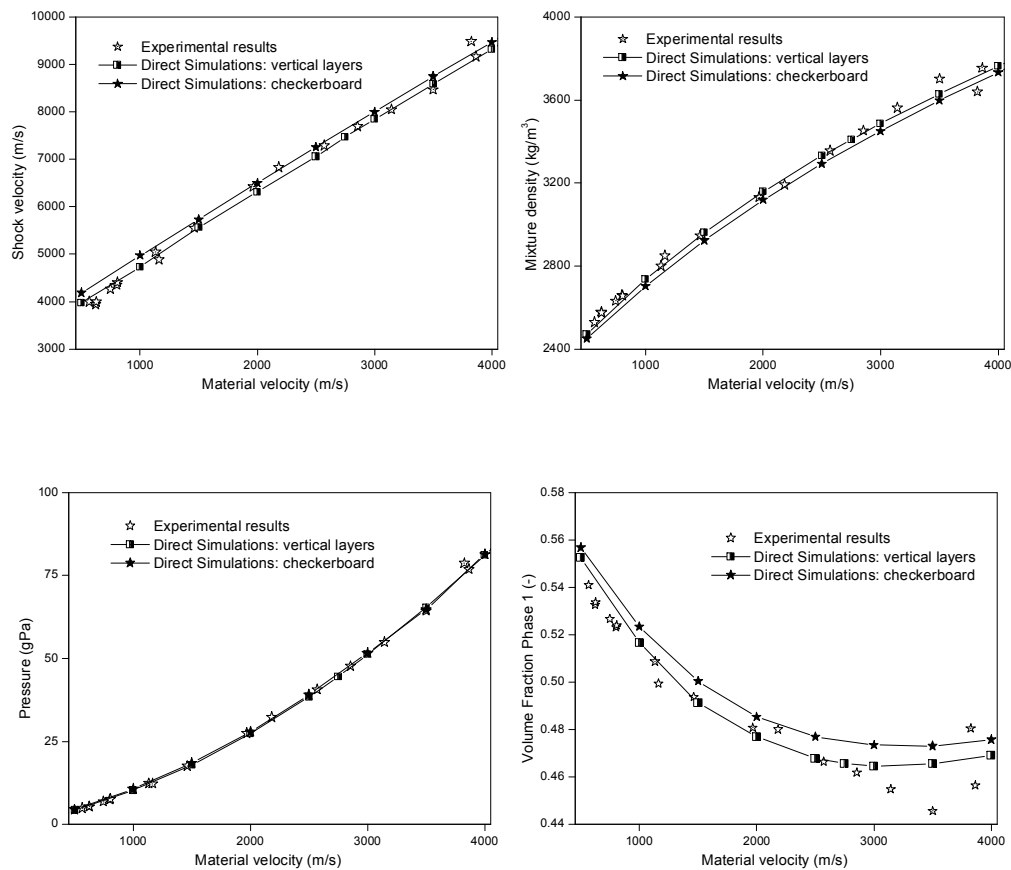 10000
9000
8000
7000
6000
5000
4000
3000
1000
2000
3000
4000
Shock velocity (m/s)
Material velocity (m/s)
Experimental results
Direct Simulations: vertical layers
Direct Simulations: checkerboard
4000
3600
3200
2800
2400
1000
2000
3000
4000
Mixture density (kg/m³)
Material velocity (m/s)
Experimental results
Direct Simulations: vertical layers
Direct Simulations: checkerboard
100
75
50
25
0
1000
2000
3000
4000
Pressure (gPa)
Material velocity (m/s)
Experimental results
Direct Simulations: vertical layers
Direct Simulations: checkerboard
0.58
0.56
0.54
0.52
0.50
0.48
0.46
0.44
1000
2000
3000
4000
Volume Fraction Phase 1 (-)
Material velocity (m/s)
Experimental results
Direct Simulations: vertical layers
Direct Simulations: checkerboard